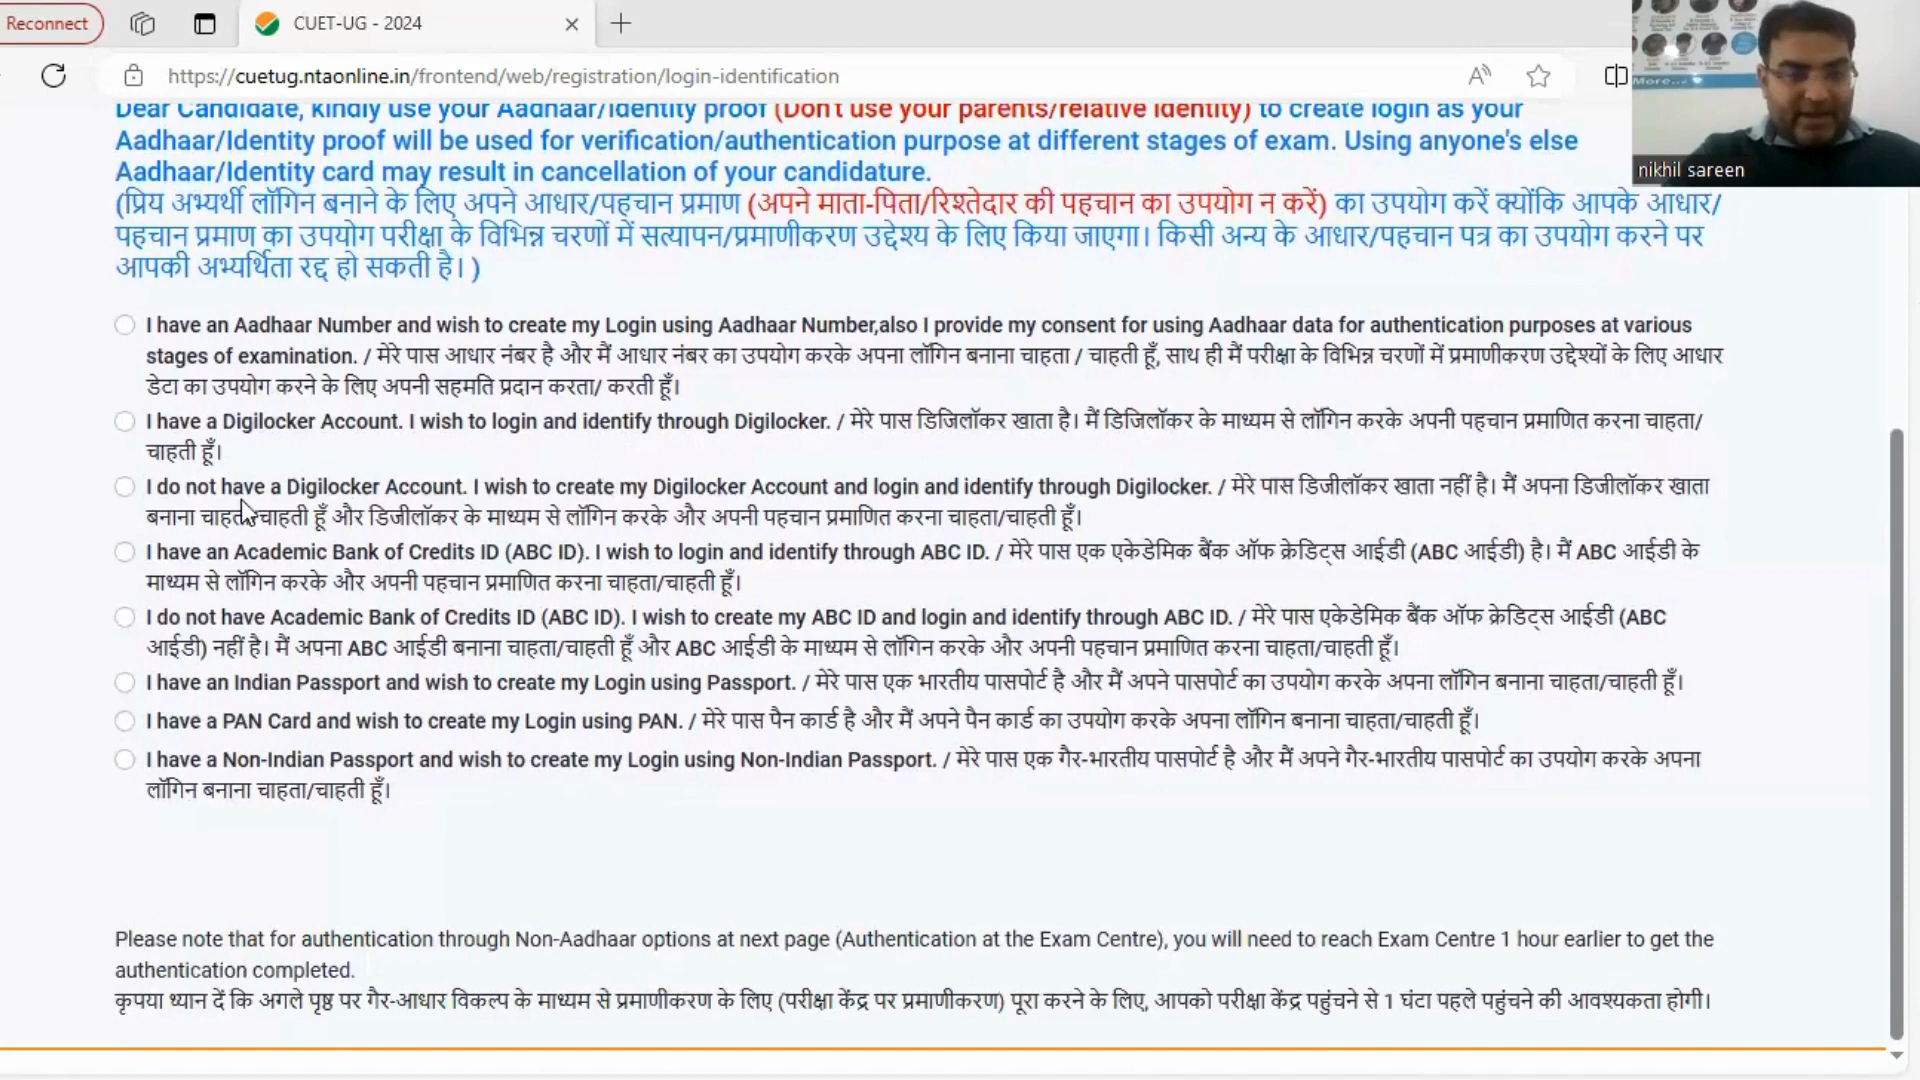 Reconnect
CUET-UG - 2024
https://cuetug.ntaonline.in/frontend/web/registration/login-identification
More...
nikhil sareen
Dear Candidate, kindly use your Aadhaar/Identity proof (Don't use your parents/relative identity) to create login as your
Aadhaar/Identity proof will be used for verification/authentication purpose at different stages of exam. Using anyone's else
Aadhaar/Identity card may result in cancellation of your candidature.
(प्रिय अभ्यर्थी लॉगिन बनाने के लिए अपने आधार/पहचान प्रमाण (अपने माता-पिता/रिश्तेदार की पहचान का उपयोग न करें) का उपयोग करें क्योंकि आपके आधार/
पहचान प्रमाण का उपयोग परीक्षा के विभिन्न चरणों में सत्यापन/प्रमाणीकरण उद्देश्य के लिए किया जाएगा। किसी अन्य के आधार/पहचान पत्र का उपयोग करने पर
आपकी अभ्यर्थिता रद्द हो सकती है। )
I have an Aadhaar Number and wish to create my Login using Aadhaar Number,also I provide my consent for using Aadhaar data for authentication purposes at various
stages of examination. / मेरे पास आधार नंबर है और मैं आधार नंबर का उपयोग करके अपना लॉगिन बनाना चाहता / चाहती हूँ, साथ ही मैं परीक्षा के विभिन्न चरणों में प्रमाणीकरण उद्देश्यों के लिए आधार
डेटा का उपयोग करने के लिए अपनी सहमति प्रदान करता/ करती हूँ।
I have a Digilocker Account. I wish to login and identify through Digilocker. / मेरे पास डिजिलॉकर खाता है। मैं डिजिलॉकर के माध्यम से लॉगिन करके अपनी पहचान प्रमाणित करना चाहता/
चाहती हूँ।
I do not have a Digilocker Account. I wish to create my Digilocker Account and login and identify through Digilocker. / मेरे पास डिजीलॉकर खाता नहीं है। मैं अपना डिजीलॉकर खाता
बनाना चाहता/चाहती हूँ और डिजीलॉकर के माध्यम से लॉगिन करके और अपनी पहचान प्रमाणित करना चाहता/चाहती हूँ।
I have an Academic Bank of Credits ID (ABC ID). I wish to login and identify through ABC ID. / मेरे पास एक एकेडेमिक बैंक ऑफ क्रेडिट्स आईडी (ABC आईडी) है। मैं ABC आईडी के
माध्यम से लॉगिन करके और अपनी पहचान प्रमाणित करना चाहता/चाहती हूँ।
I do not have Academic Bank of Credits ID (ABC ID). I wish to create my ABC ID and login and identify through ABC ID. / मेरे पास एकेडेमिक बैंक ऑफ क्रेडिट्स आईडी (ABC
आईडी) नहीं है। मैं अपना ABC आईडी बनाना चाहता/चाहती हूँ और ABC आईडी के माध्यम से लॉगिन करके और अपनी पहचान प्रमाणित करना चाहता/चाहती हूँ।
I have an Indian Passport and wish to create my Login using Passport. / मेरे पास एक भारतीय पासपोर्ट है और मैं अपने पासपोर्ट का उपयोग करके अपना लॉगिन बनाना चाहता/चाहती हूँ।
I have a PAN Card and wish to create my Login using PAN. / मेरे पास पैन कार्ड है और मैं अपने पैन कार्ड का उपयोग करके अपना लॉगिन बनाना चाहता/चाहती हूँ।
I have a Non-Indian Passport and wish to create my Login using Non-Indian Passport. / मेरे पास एक गैर-भारतीय पासपोर्ट है और मैं अपने गैर-भारतीय पासपोर्ट का उपयोग करके अपना
लॉगिन बनाना चाहता/चाहती हूँ।
Please note that for authentication through Non-Aadhaar options at next page (Authentication at the Exam Centre), you will need to reach Exam Centre 1 hour earlier to get the
authentication completed.
कृपया ध्यान दें कि अगले पृष्ठ पर गैर-आधार विकल्प के माध्यम से प्रमाणीकरण के लिए (परीक्षा केंद्र पर प्रमाणीकरण) पूरा करने के लिए, आपको परीक्षा केंद्र पहुंचने से 1 घंटा पहले पहुंचने की आवश्यकता होगी।